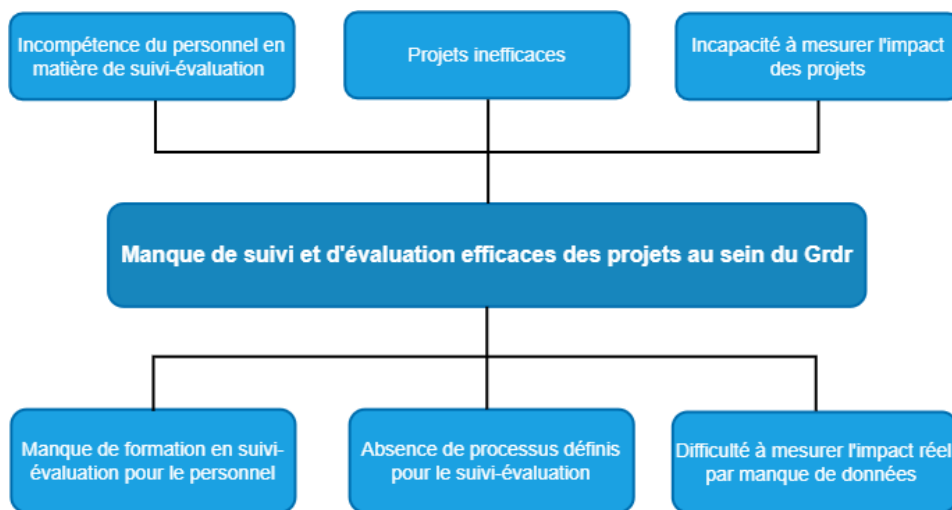 Incompétence du personnel en
matière de suivi-évaluation
Projets inefficaces
Incapacité à mesurer l'impact
des projets
Manque de suivi et d'évaluation efficaces des projets au sein du Grdr
Manque de formation en suivi-
évaluation pour le personnel
Absence de processus définis
pour le suivi-évaluation
Difficulté à mesurer l'impact réel
par manque de données